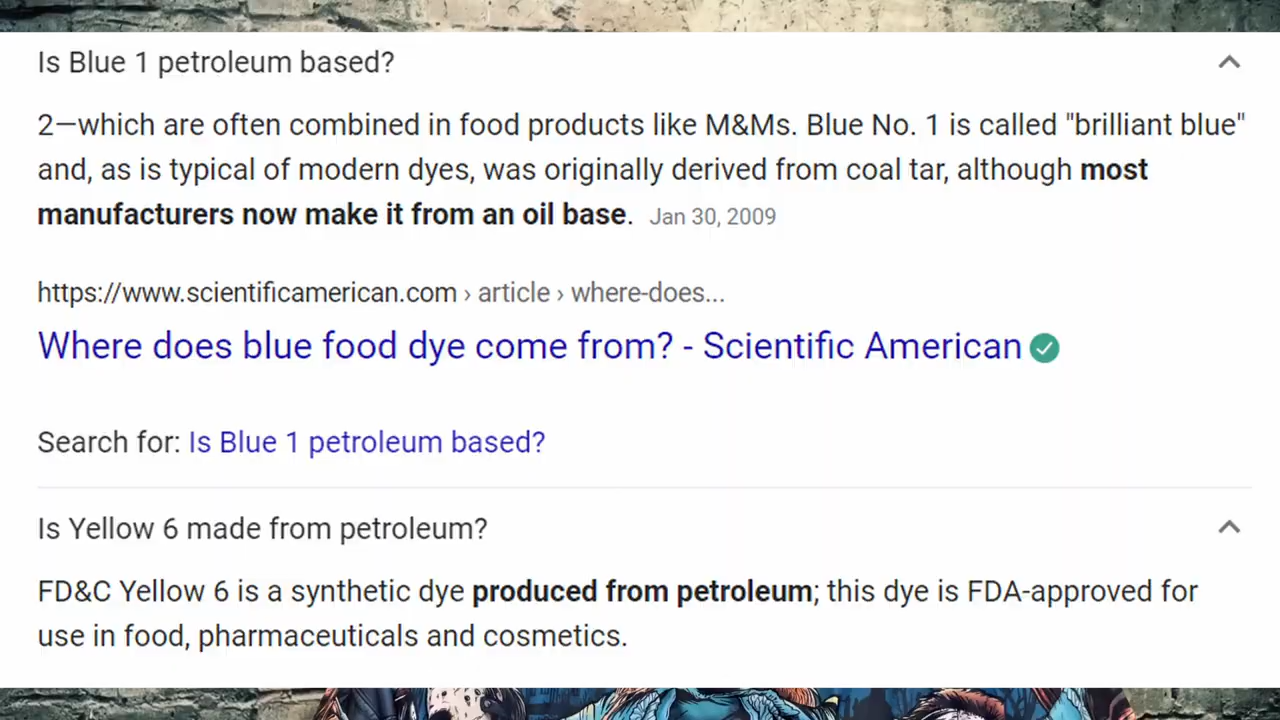 Is Blue 1 petroleum based?
2—which are often combined in food products like M&Ms. Blue No. 1 is called "brilliant blue"
and, as is typical of modern dyes, was originally derived from coal tar, although most
manufacturers now make it from an oil base. Jan 30, 2009
https://www.scientificamerican.com › article › where-does...
Where does blue food dye come from? - Scientific American
Search for: Is Blue 1 petroleum based?
Is Yellow 6 made from petroleum?
FD&C Yellow 6 is a synthetic dye produced from petroleum; this dye is FDA-approved for
use in food, pharmaceuticals and cosmetics.